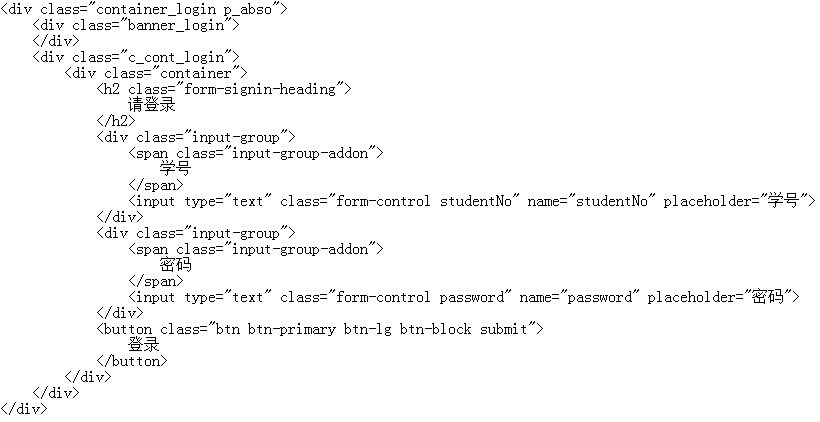 <div class="container_login p_abso">
    <div class="banner_login">
    </div>
    <div class="c_cont_login">
        <div class="container">
            <h2 class="form-signin-heading">
                请登录
            </h2>
            <div class="input-group">
                <span class="input-group-addon">
                    学号
                </span>
                <input type="text" class="form-control studentNo" name="studentNo" placeholder="学号">
            </div>
            <div class="input-group">
                <span class="input-group-addon">
                    密码
                </span>
                <input type="text" class="form-control password" name="password" placeholder="密码">
            </div>
            <button class="btn btn-primary btn-lg btn-block submit">
                登录
            </button>
        </div>
    </div>
</div>